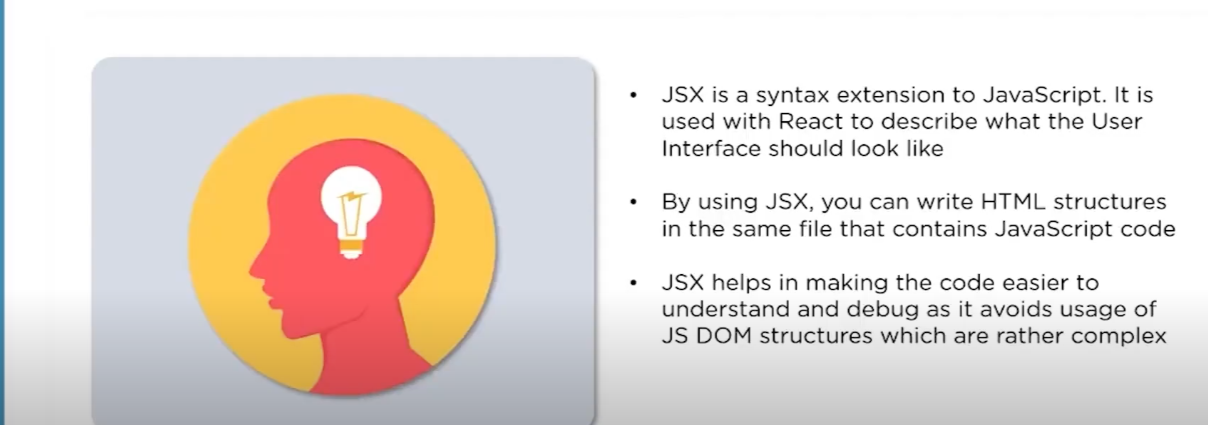 • JSX is a syntax extension to JavaScript. It is
used with React to describe what the User
Interface should look like
• By using JSX, you can write HTML structures
in the same file that contains JavaScript code
• JSX helps in making the code easier to
understand and debug as it avoids usage of
JS DOM structures which are rather complex